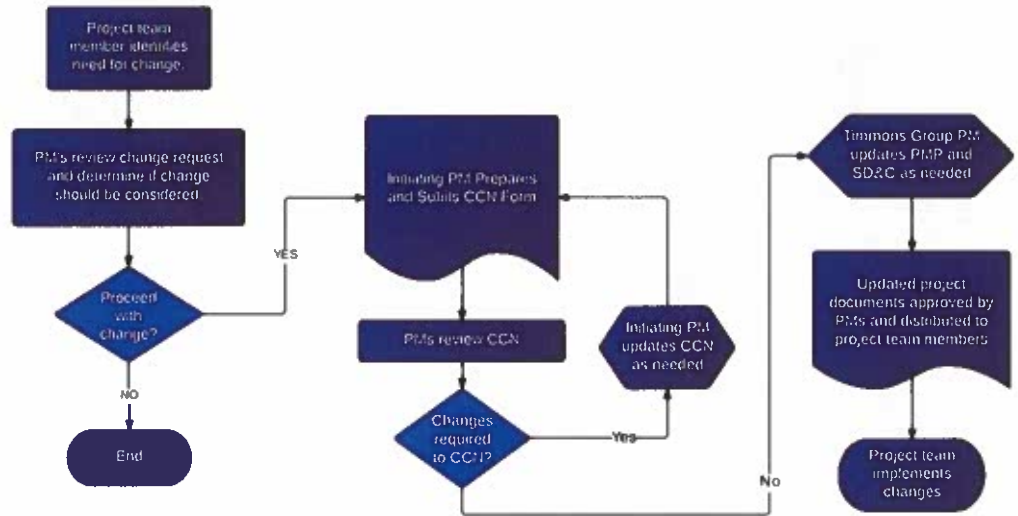 Project team
member identifies
need for change.
PM's review change request
and determine if change
should be considered.
Proceed
with
change?
NO
End
YES
Initiating PM Prepares
and Submits CCN Form
PMs review CCN
Changes
required
to CCN?
Yes
Initiating PM
updates CCN
as needed
No
Timmons Group PM
updates PMP and
SD&C as needed
Updated project
documents approved by
PMs and distributed to
project team members
Project team
implements
changes